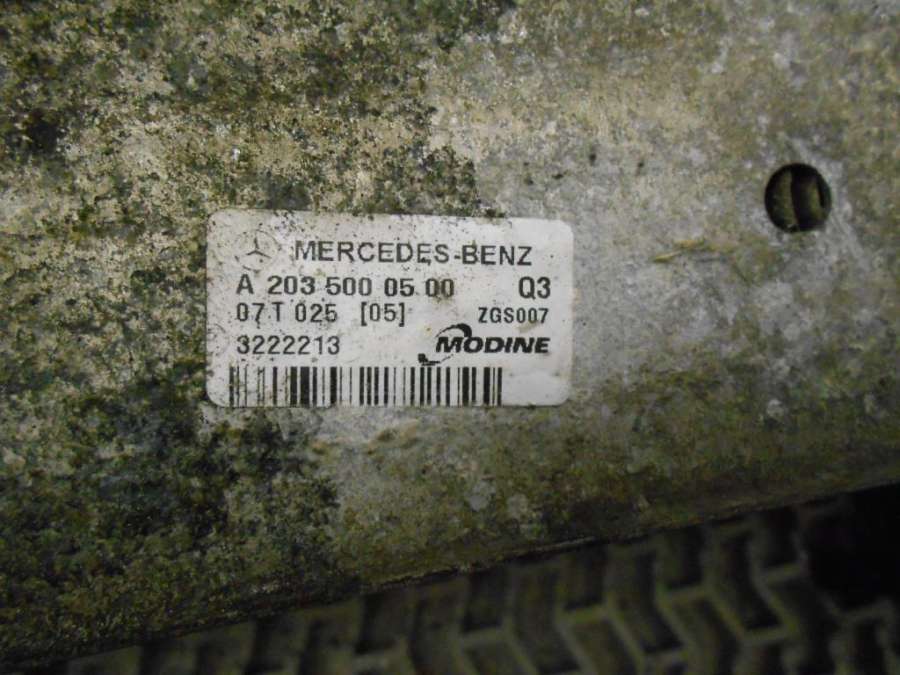 MERCEDES-BENZ
A 203 500 05 00 Q3
07 T 025 [05] ZGS007
3222213 MODINE